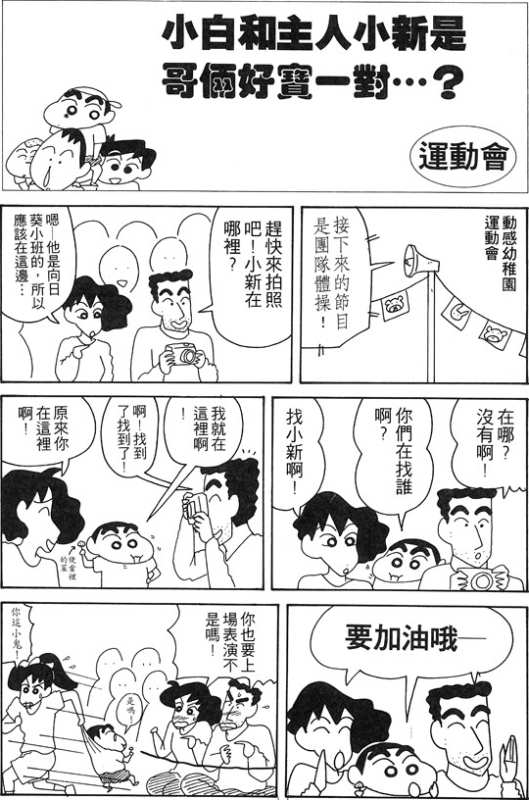 小白和主人小新是
哥倆好寶一對…？
運動會
動感幼稚園
運動會
接下來的節目
是團隊體操！
趕快來拍照
吧！小新在
哪裡？
嗯─他是向日
葵小班的，所以
應該在這邊…
在哪？
沒有啊！
你們在找誰
啊？
找小新啊！
我就在
這裡啊
！
啊！找到
了找到了！
原來你
在這裡
啊！
便當裡
的菜
要加油哦─
你也要上
場表演不
是嗎！
是嗎！
你這小鬼！